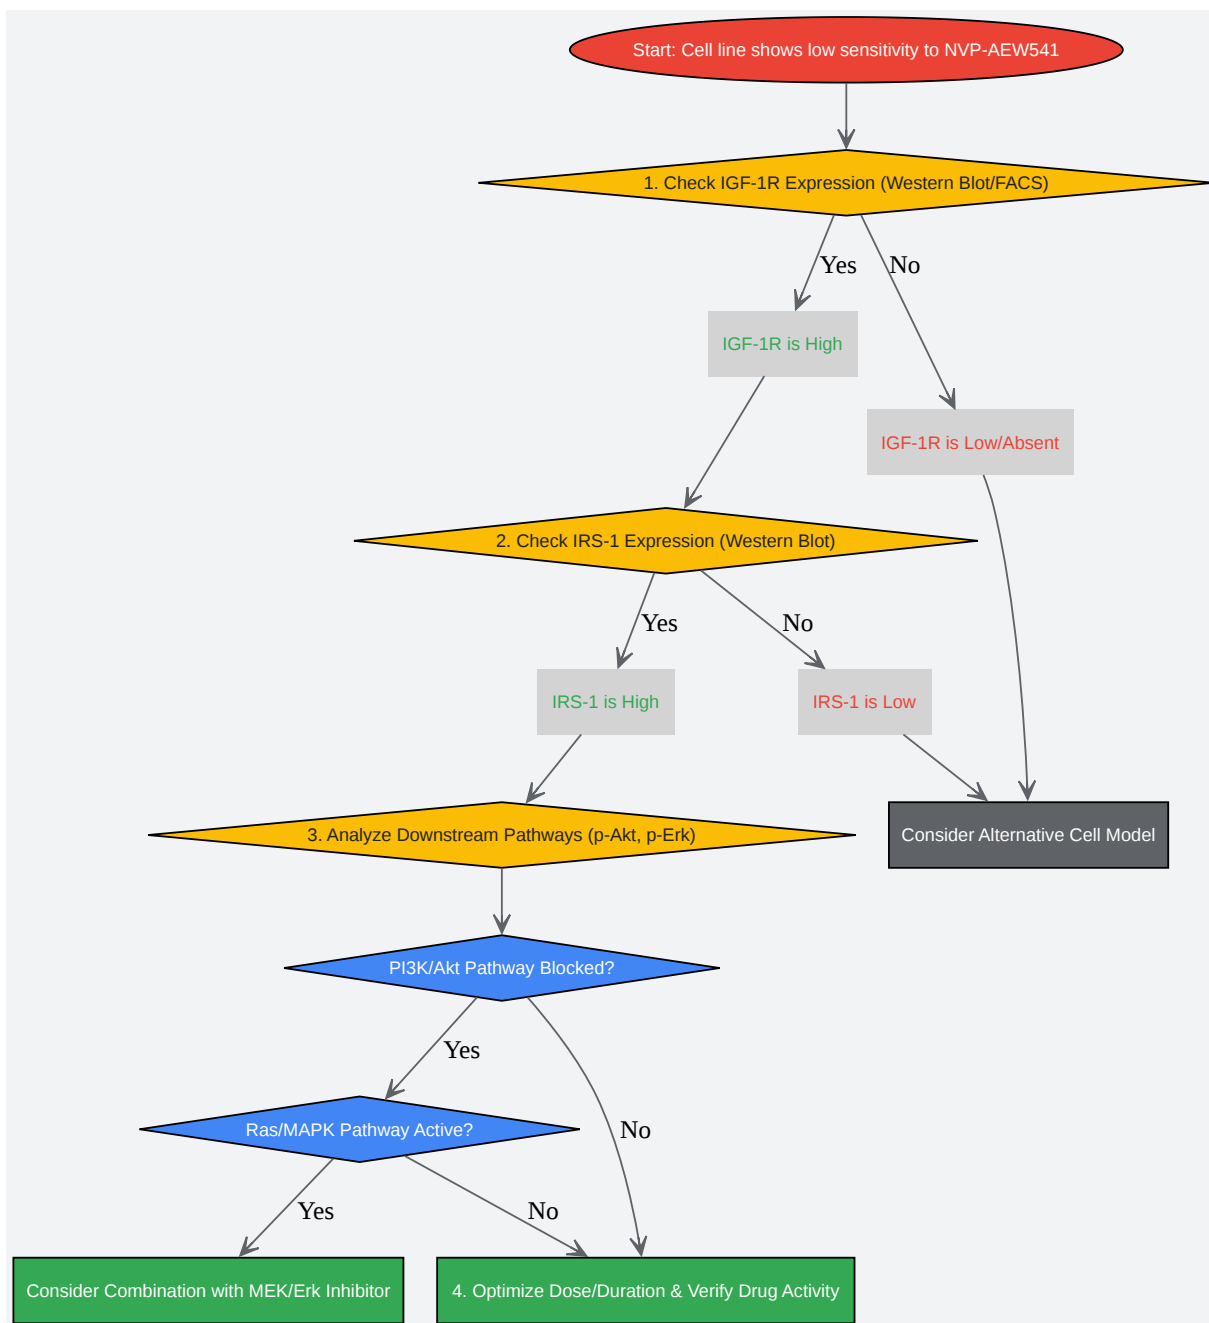 Start: Cell line shows low sensitivity to NVP-AEW541
1. Check IGF-1R Expression (Western Blot/FACS)
Yes
No
IGF-1R is High
IGF-1R is Low/Absent
2. Check IRS-1 Expression (Western Blot)
Yes
No
IRS-1 is High
IRS-1 is Low
3. Analyze Downstream Pathways (p-Akt, p-Erk)
Consider Alternative Cell Model
PI3K/Akt Pathway Blocked?
Yes
Ras/MAPK Pathway Active?
No
Yes
No
Consider Combination with MEK/Erk Inhibitor
4. Optimize Dose/Duration & Verify Drug Activity